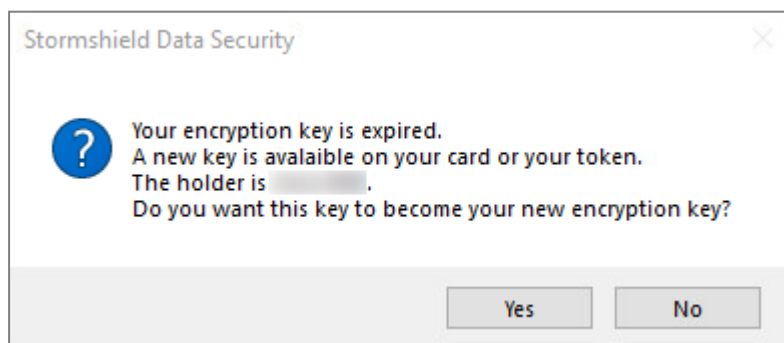 Stormshield Data Security
Your encryption key is expired.
A new key is avalaible on your card or your token.
The holder is .
Do you want this key to become your new encryption key?
Yes
No